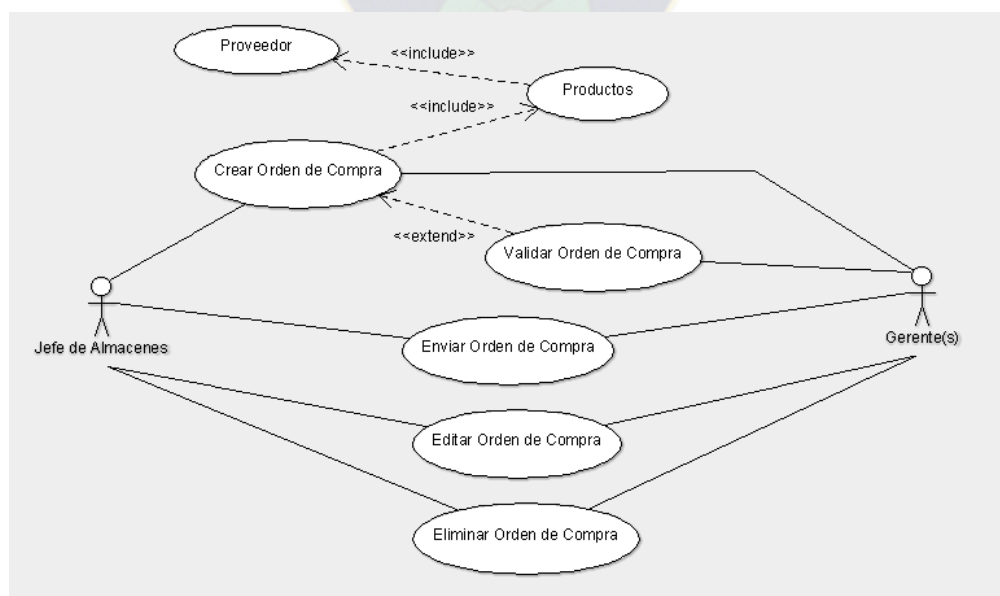 Proveedor
<<include>>
Productos
<<include>>
Crear Orden de Compra
<<extend>>
Validar Orden de Compra
Jefe de Almacenes
Enviar Orden de Compra
Gerente(s)
Editar Orden de Compra
Eliminar Orden de Compra